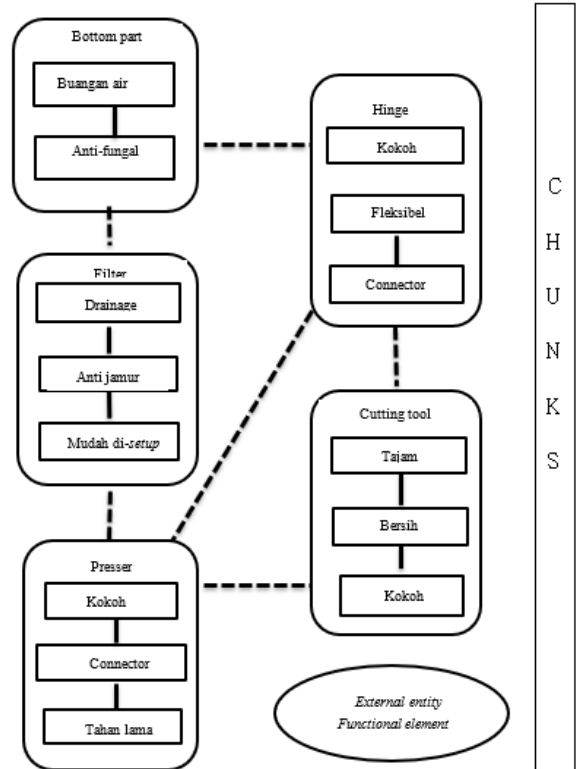 Bottom part
Buangan air
Anti-fungal
Filter
Drainage
Anti jamur
Mudah di-setup
Presser
Kokoh
Connector
Tahan lama
Hinge
Kokoh
Fleksibel
Connector
Cutting tool
Tajam
Bersih
Kokoh
External entity
Functional element
C
H
U
N
K
S